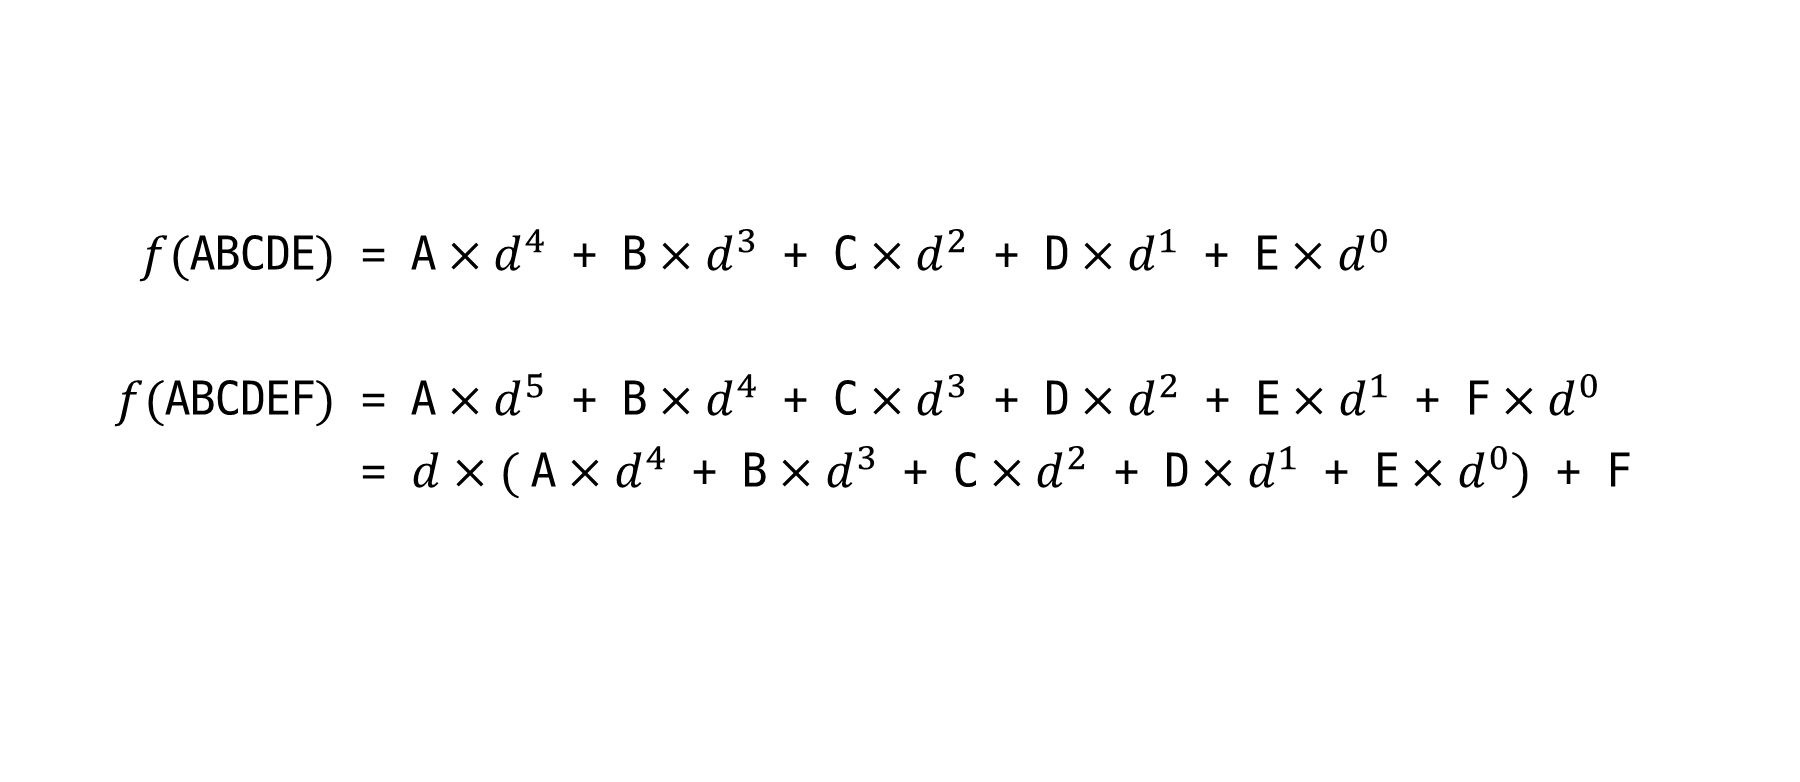 f(ABCDE) = A × d⁴ + B × d³ + C × d² + D × d¹ + E × d⁰
f(ABCDEF) = A × d⁵ + B × d⁴ + C × d³ + D × d² + E × d¹ + F × d⁰
= d × (A × d⁴ + B × d³ + C × d² + D × d¹ + E × d⁰) + F